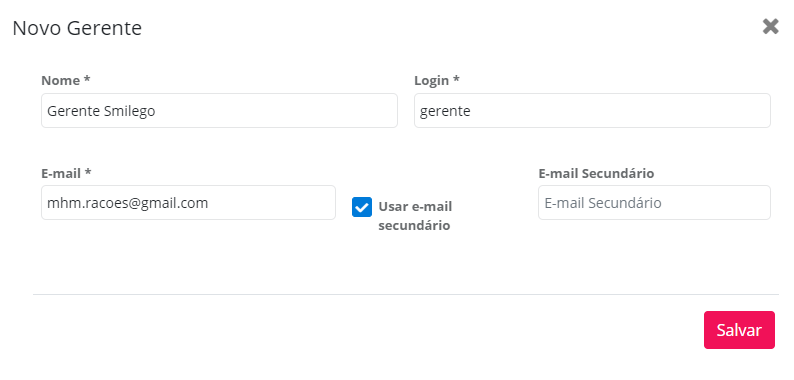 Novo Gerente
Nome *
Login *
Gerente Smilego
gerente
E-mail *
E-mail Secundário
mhm.racoes@gmail.com
Usar e-mail
secundário
E-mail Secundário
Salvar